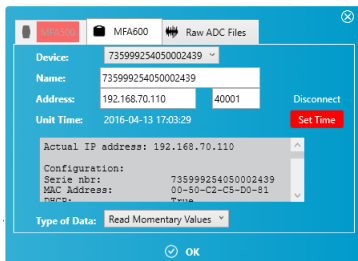 MFA500 MFA600 Raw ADC Files
Device: 735999254050002439
Name: 735999254050002439
Address: 192.168.70.110 40001 Disconnect
Unit Time: 2016-04-13 17:03:29 Set Time
Actual IP address: 192.168.70.110
Configuration:
Serie nbr: 735999254050002439
MAC Address: 00-50-C2-C5-D0-81
DHCP: True
Type of Data: Read Momentary Values
OK